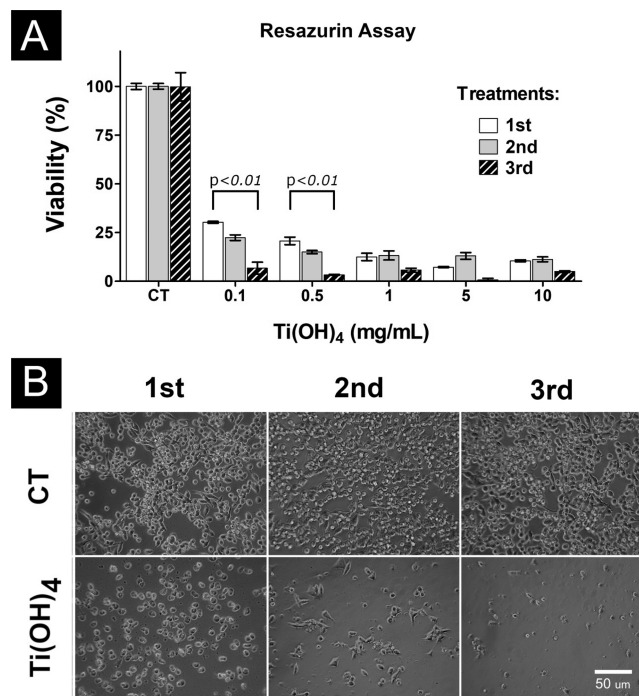 A
Resazurin Assay
Viability (%)
100
75
50
25
0
Treatments:
1st
2nd
3rd
p<0.01
p<0.01
CT
0.1
0.5
1
5
10
Ti(OH)4 (mg/mL)
B
1st
2nd
3rd
CT
Ti(OH)4
50 um